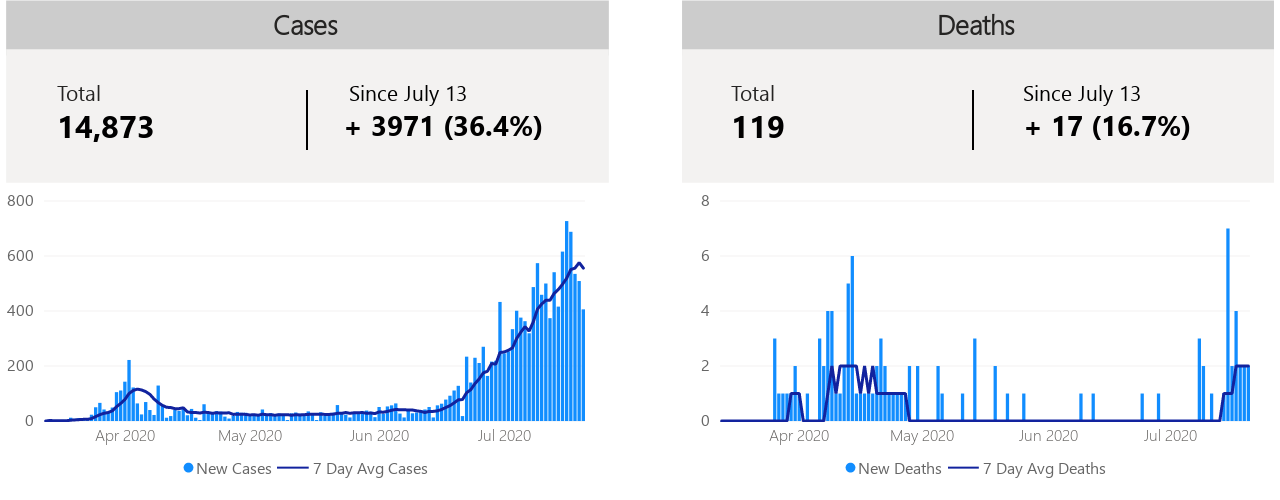 Cases
Total
Since July 13
14,873
+ 3971 (36.4%)
800
600
400
200
0
Apr 2020 May 2020 Jun 2020 Jul 2020
New Cases 7 Day Avg Cases
Deaths
Total
Since July 13
119
+ 17 (16.7%)
8
6
4
2
0
Apr 2020 May 2020 Jun 2020 Jul 2020
New Deaths 7 Day Avg Deaths